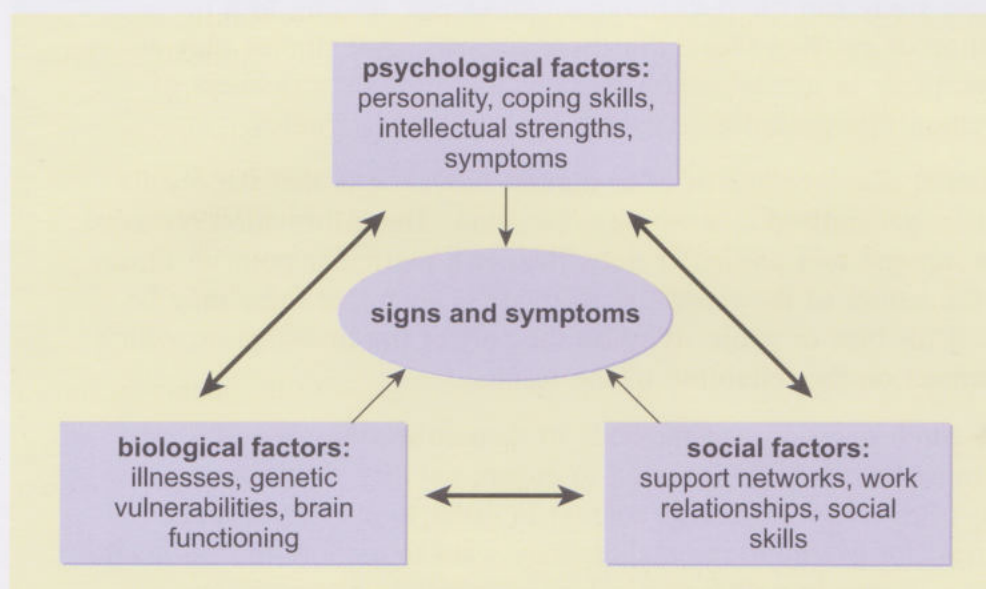 psychological factors:
personality, coping skills,
intellectual strengths,
symptoms
signs and symptoms
biological factors:
illnesses, genetic
vulnerabilities, brain
functioning
social factors:
support networks, work
relationships, social
skills